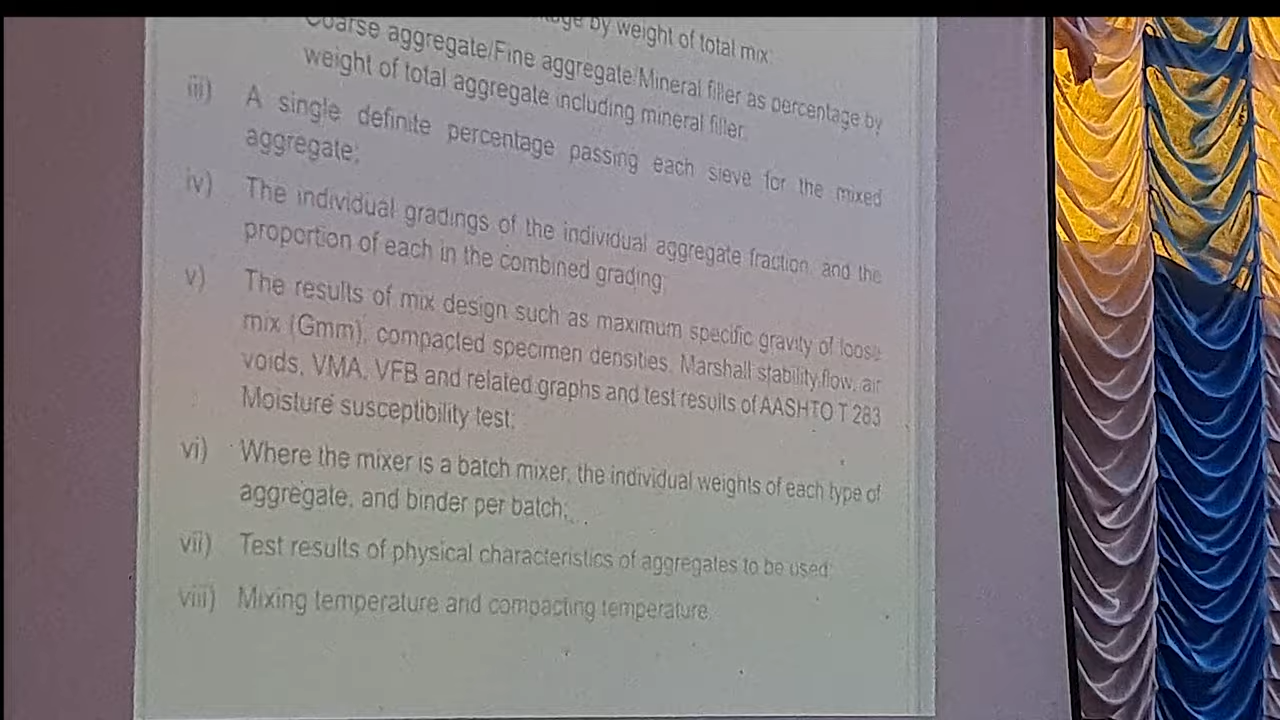 by weight of total mix;
Coarse aggregate/Fine aggregate/Mineral filler as percentage by
weight of total aggregate including mineral filler.
iii) A single definite percentage passing each sieve for the mixed
aggregate;
iv) The individual gradings of the individual aggregate fraction, and the
proportion of each in the combined grading;
v) The results of mix design such as maximum specific gravity of loose
mix (Gmm), compacted specimen densities, Marshall stability, flow, air
voids, VMA, VFB and related graphs and test results of AASHTO T 283
Moisture susceptibility test;
vi) Where the mixer is a batch mixer, the individual weights of each type of
aggregate, and binder per batch;
vii) Test results of physical characteristics of aggregates to be used;
viii) Mixing temperature and compacting temperature.